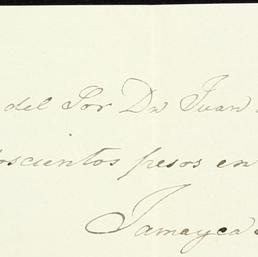 del Sor Dn Juan
doscientos pesos en
Jamayca